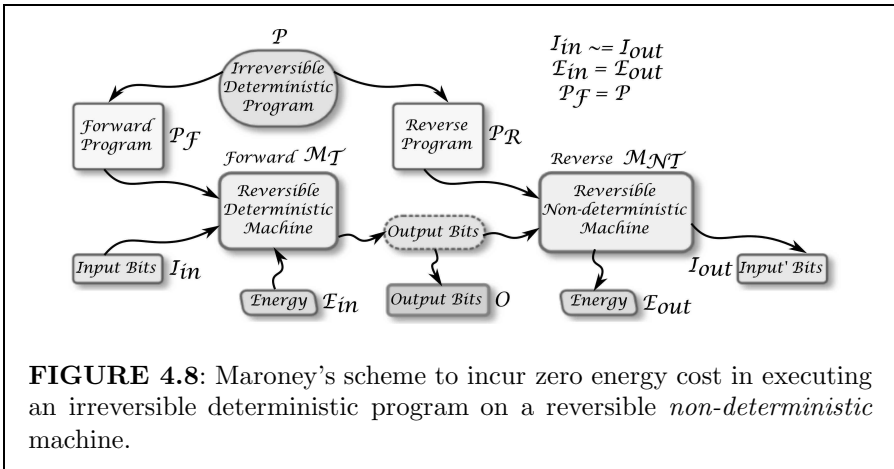 P
Irreversible
Deterministic
Program
I_in ~= I_out
E_in = E_out
P_F = P
Forward
Program
P_F
Reverse
Program
P_R
Forward M_T
Reversible
Deterministic
Machine
Reverse M_NT
Reversible
Non-deterministic
Machine
Input Bits I_in
Output Bits
I_out Input' Bits
Energy E_in
Output Bits O
Energy E_out
FIGURE 4.8: Maroney's scheme to incur zero energy cost in executing
an irreversible deterministic program on a reversible non-deterministic
machine.